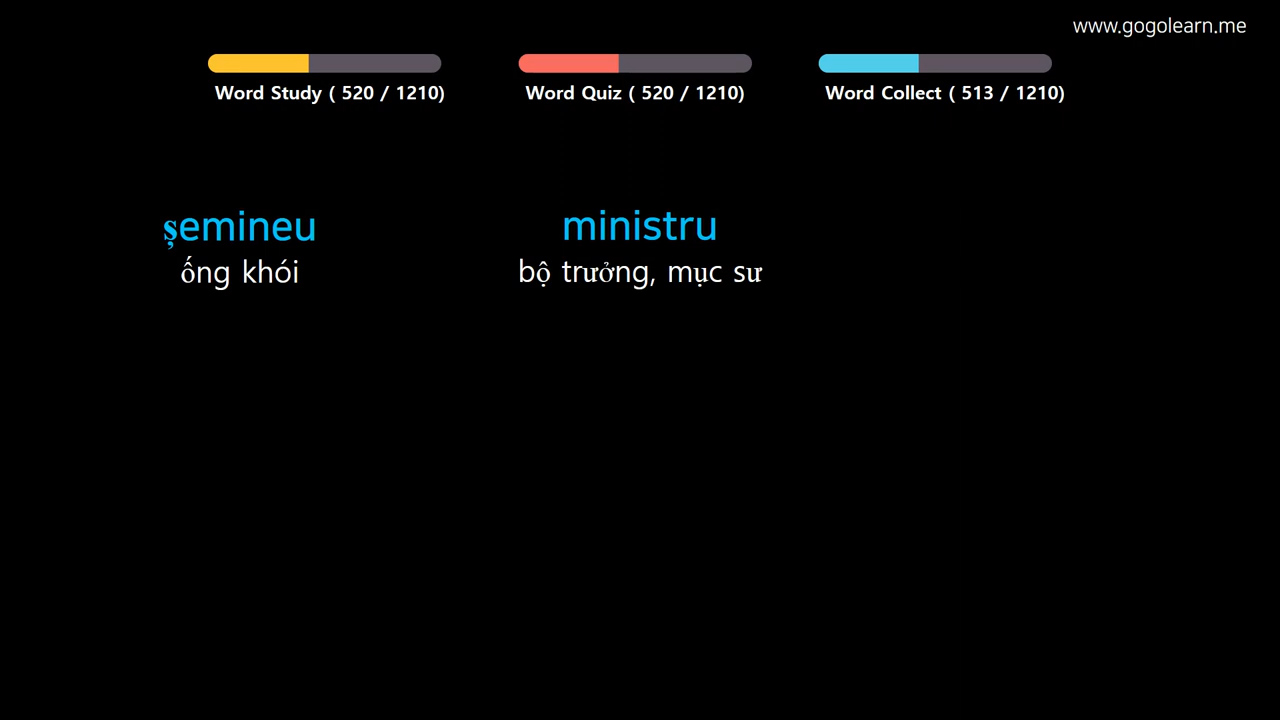 www.gogolearn.me
Word Study ( 520 / 1210)
Word Quiz ( 520 / 1210)
Word Collect ( 513 / 1210)
șemineu
ống khói
ministru
bộ trưởng, mục sư